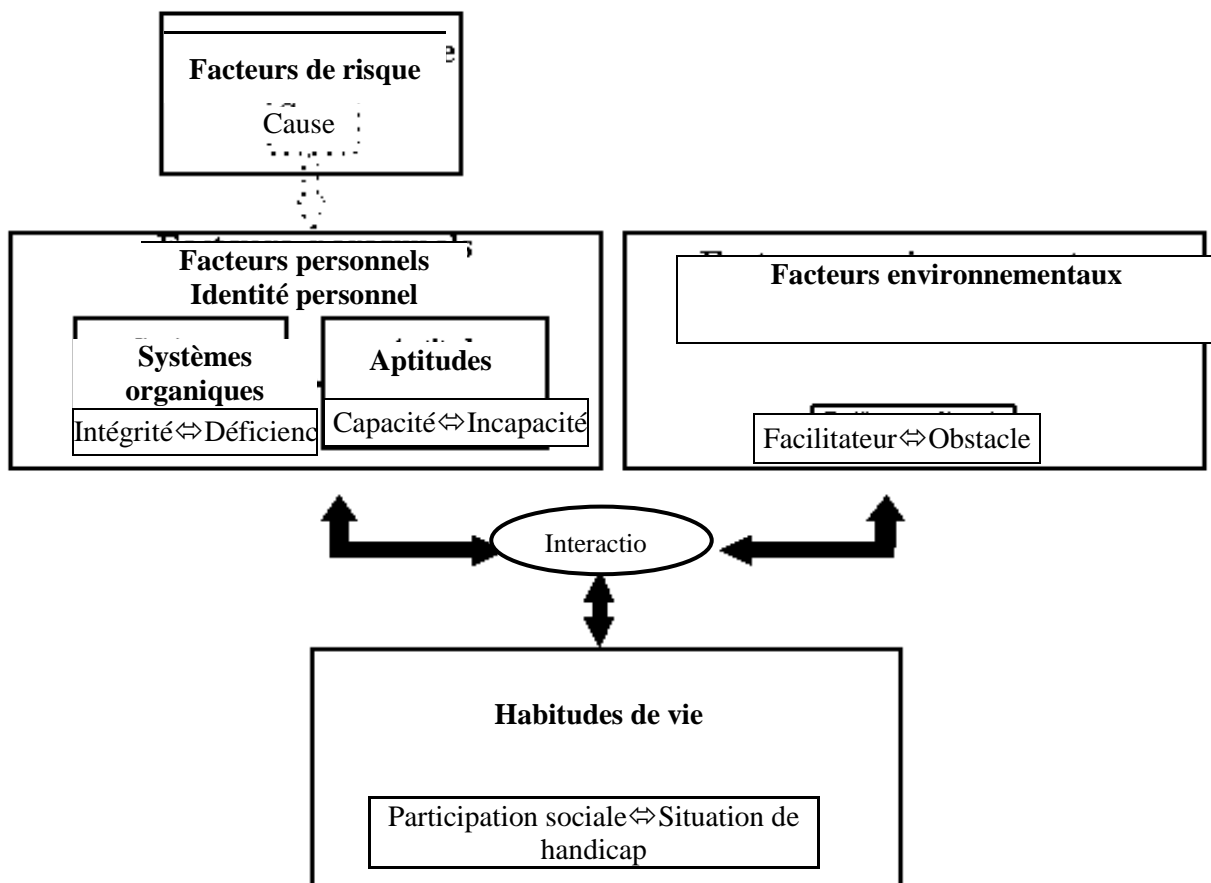 Facteurs de risque
Cause
Facteurs personnels
Identité personnel
Systèmes
organiques
Intégrité⇔Déficienc
Aptitudes
Capacité⇔Incapacité
Facteurs environnementaux
Facilitateur⇔Obstacle
Interactio
Habitudes de vie
Participation sociale⇔Situation de
handicap